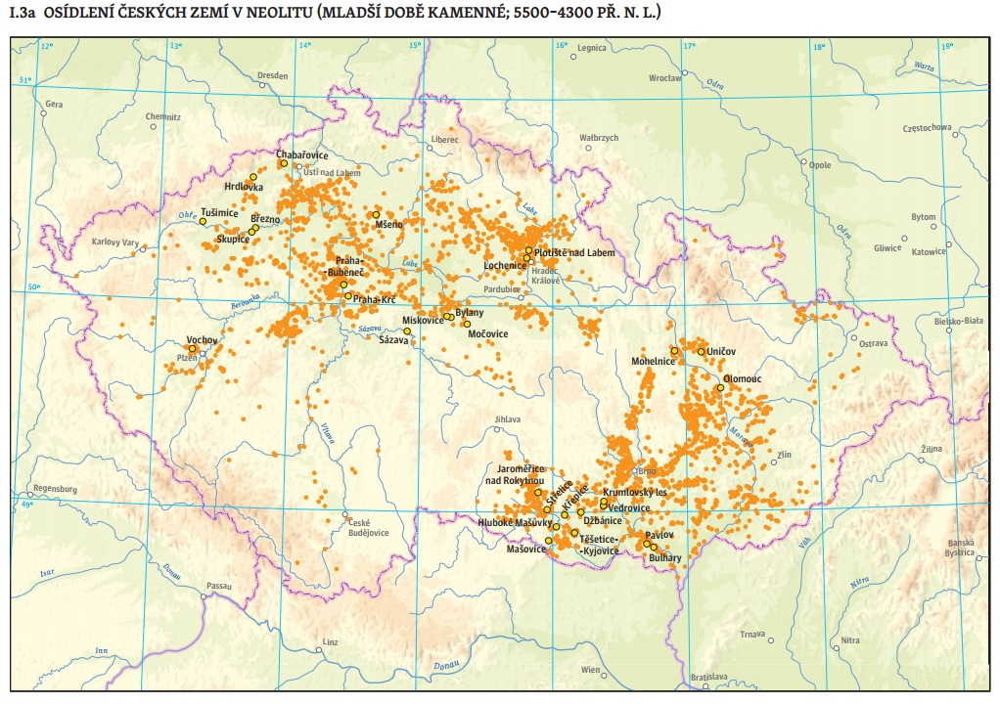 I.3a OSÍDLENÍ ČESKÝCH ZEMÍ V NEOLITU (MLADŠÍ DOBĚ KAMENNÉ; 5500–4300 PŘ. N. L.)
12°
13°
14°
15°
16°
17°
18°
19°
Legnica
Wrocław
Odra
Warta
Dresden
51°
Gera
Chemnitz
Częstochowa
Liberec
Wałbrzych
Chabařovice
Ústí nad Labem
Opole
Hrdlovka
Labe
Ohře
Tušimice
Březno
Mšeno
Bytom
Odra
Skupice
Karlovy Vary
Gliwice
Katowice
Plotiště nad Labem
Praha-
-Bubeneč
Labe
Lochenice
Hradec
Králové
50°
Pardubice
Berounka
Praha-Krč
Bylany
Miskovice
Bielsko-Biała
Sázava
Močovice
Sázava
Vochov
Plzeň
Ostrava
Uničov
Mohelnice
Olomouc
Jihlava
Vltava
Morava
Žilina
Zlín
Jaroměřice
nad Rokytnou
Brno
Regensburg
Střelice
Křepice
Krumlovský les
49°
Vedrovice
Hluboké Mašůvky
Džbánice
České
Budějovice
Těšetice-
-Kyjovice
Pavlov
Mašovice
Bulhary
Váh
Banská
Bystrica
Isar
Donau
Nitra
Passau
Trnava
Nitra
Linz
Inn
Donau
Wien
Bratislava